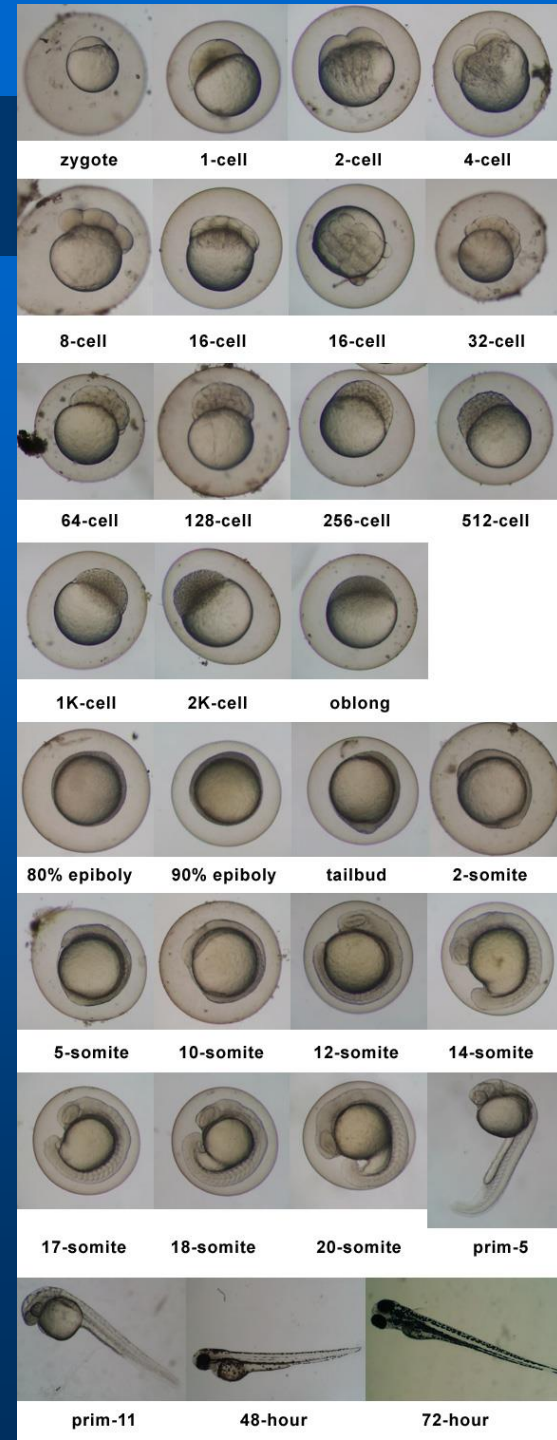 zygote 1-cell 2-cell 4-cell
8-cell 16-cell 16-cell 32-cell
64-cell 128-cell 256-cell 512-cell
1K-cell 2K-cell oblong
80% epiboly 90% epiboly tailbud 2-somite
5-somite 10-somite 12-somite 14-somite
17-somite 18-somite 20-somite prim-5
prim-11 48-hour 72-hour